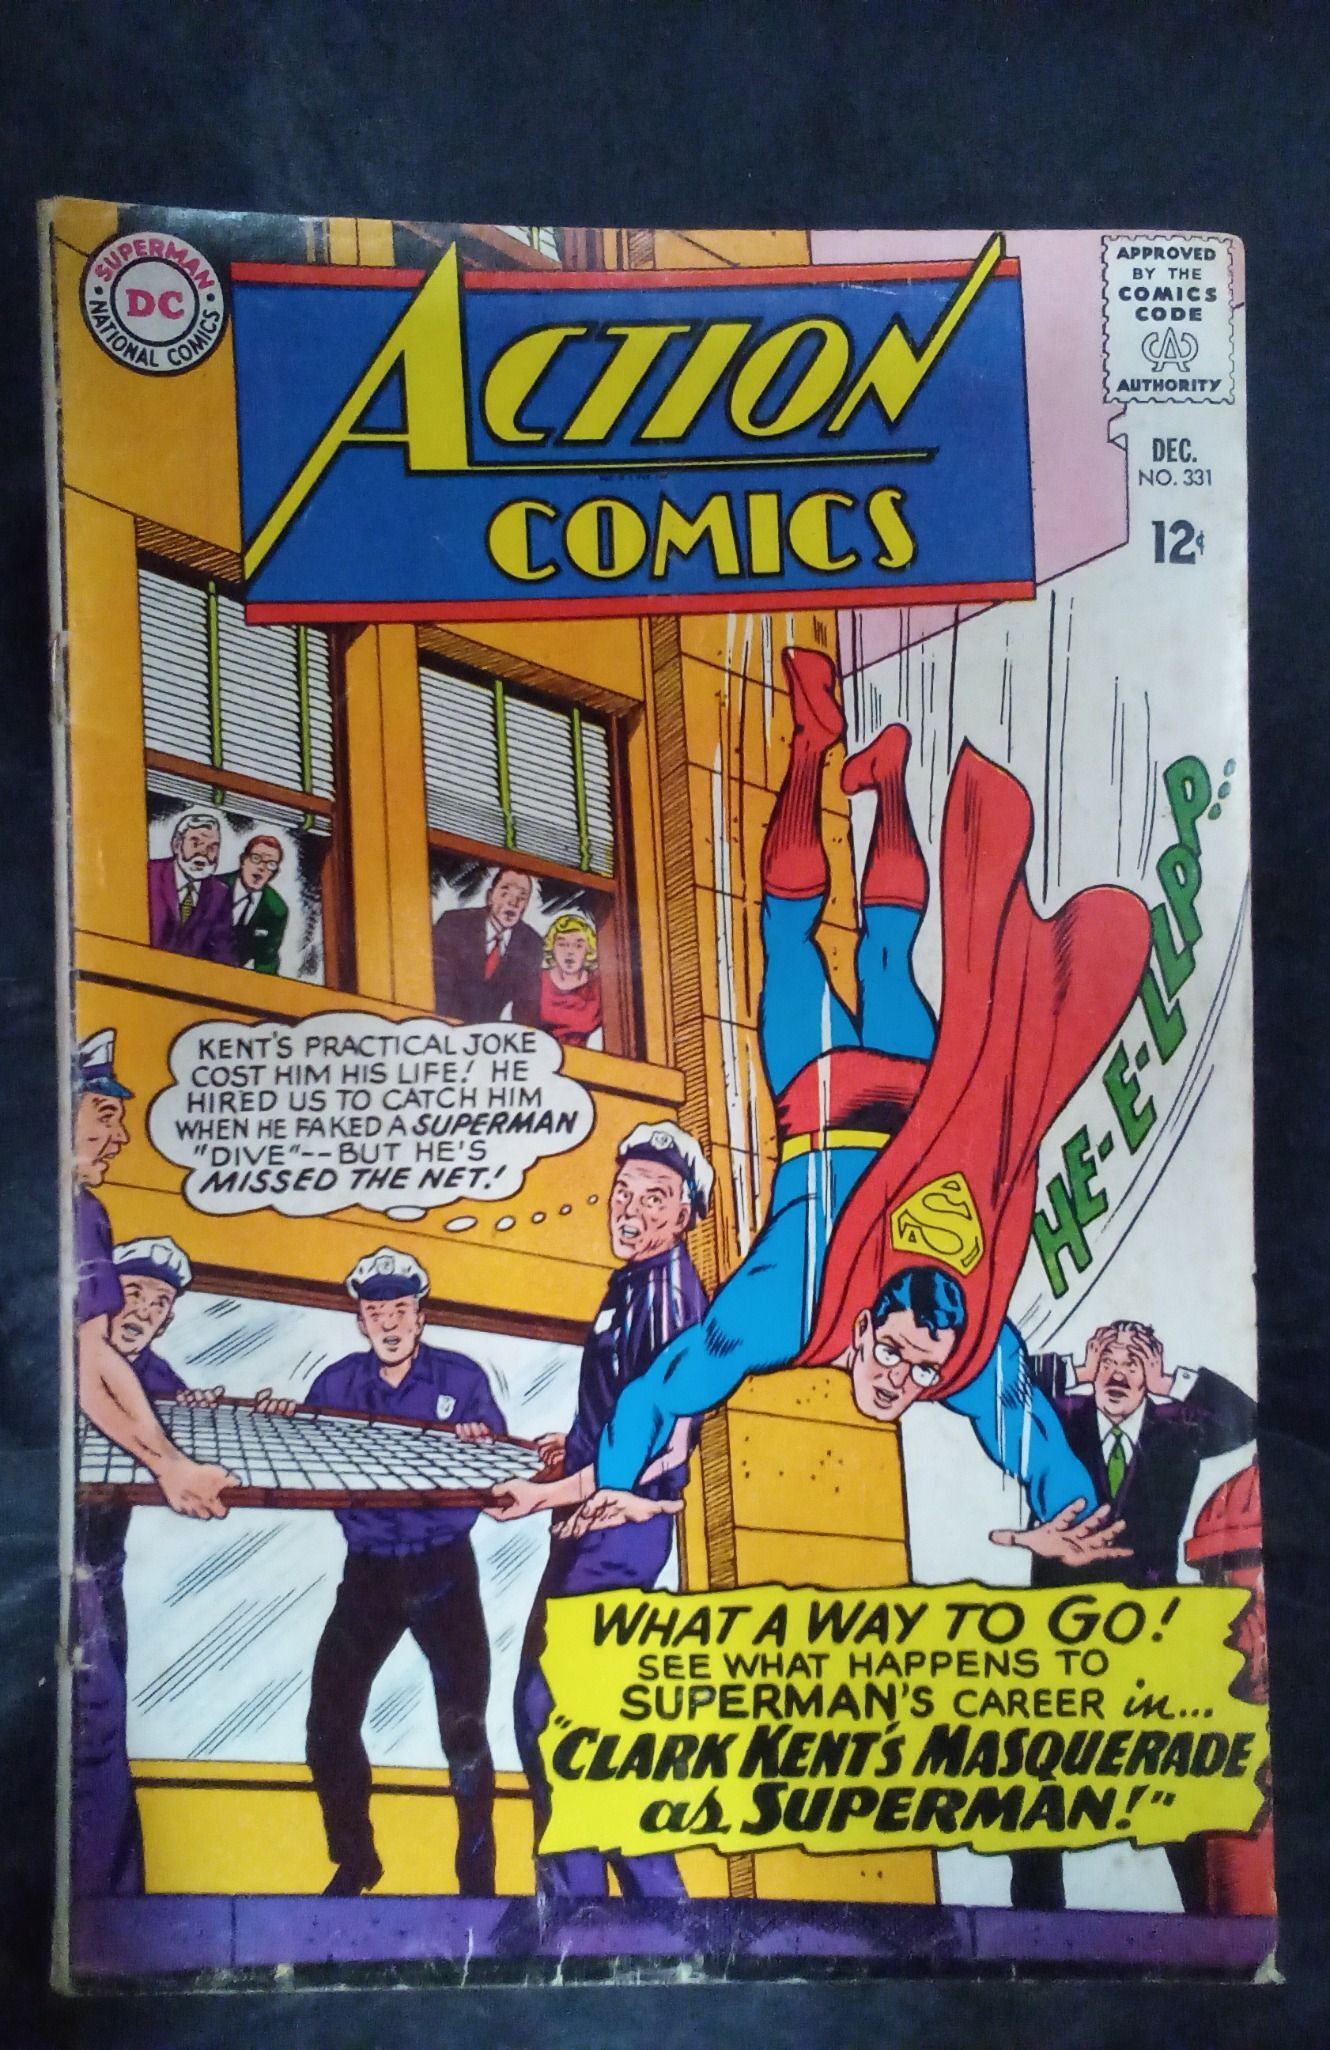 SUPERMAN
DC
NATIONAL COMICS
ACTION
COMICS
APPROVED
BY THE
COMICS
CODE
CA
AUTHORITY
DEC.
NO. 331
12¢
HE-E-LLPP...
KENT'S PRACTICAL JOKE
COST HIM HIS LIFE! HE
HIRED US TO CATCH HIM
WHEN HE FAKED A SUPERMAN
"DIVE"--BUT HE'S
MISSED THE NET!
S
WHAT A WAY TO GO!
SEE WHAT HAPPENS TO
SUPERMAN'S CAREER in...
"CLARK KENT'S MASQUERADE
as SUPERMAN!"